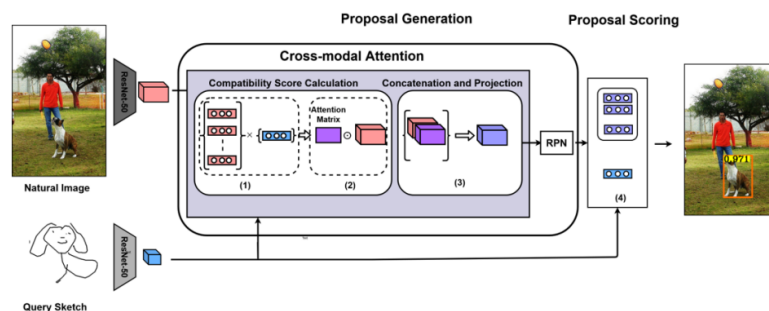 Proposal Generation
Proposal Scoring
Cross-modal Attention
ResNet-50
Compatibility Score Calculation
Concatenation and Projection
Attention
Matrix
RPN
(1)
(2)
(3)
(4)
0.971
Natural Image
ResNet-50
Query Sketch